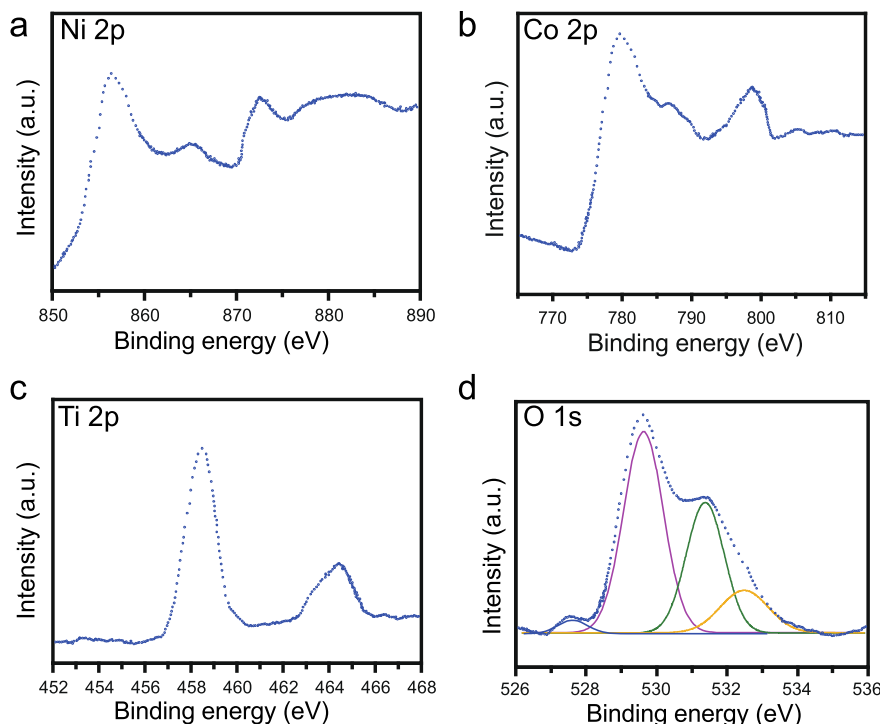 a
Ni 2p
Intensity (a.u.)
850 860 870 880 890
Binding energy (eV)
b
Co 2p
Intensity (a.u.)
770 780 790 800 810
Binding energy (eV)
c
Ti 2p
Intensity (a.u.)
452 454 456 458 460 462 464 466 468
Binding energy (eV)
d
O 1s
Intensity (a.u.)
526 528 530 532 534 536
Binding energy (eV)